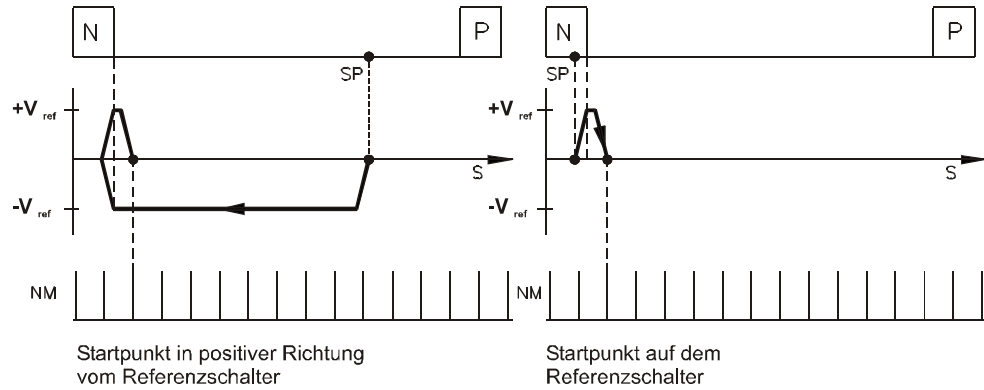 N P N P
SP SP
+V ref +V ref
S S
-V ref -V ref
NM NM
Startpunkt in positiver Richtung
vom Referenzschalter
Startpunkt auf dem
Referenzschalter